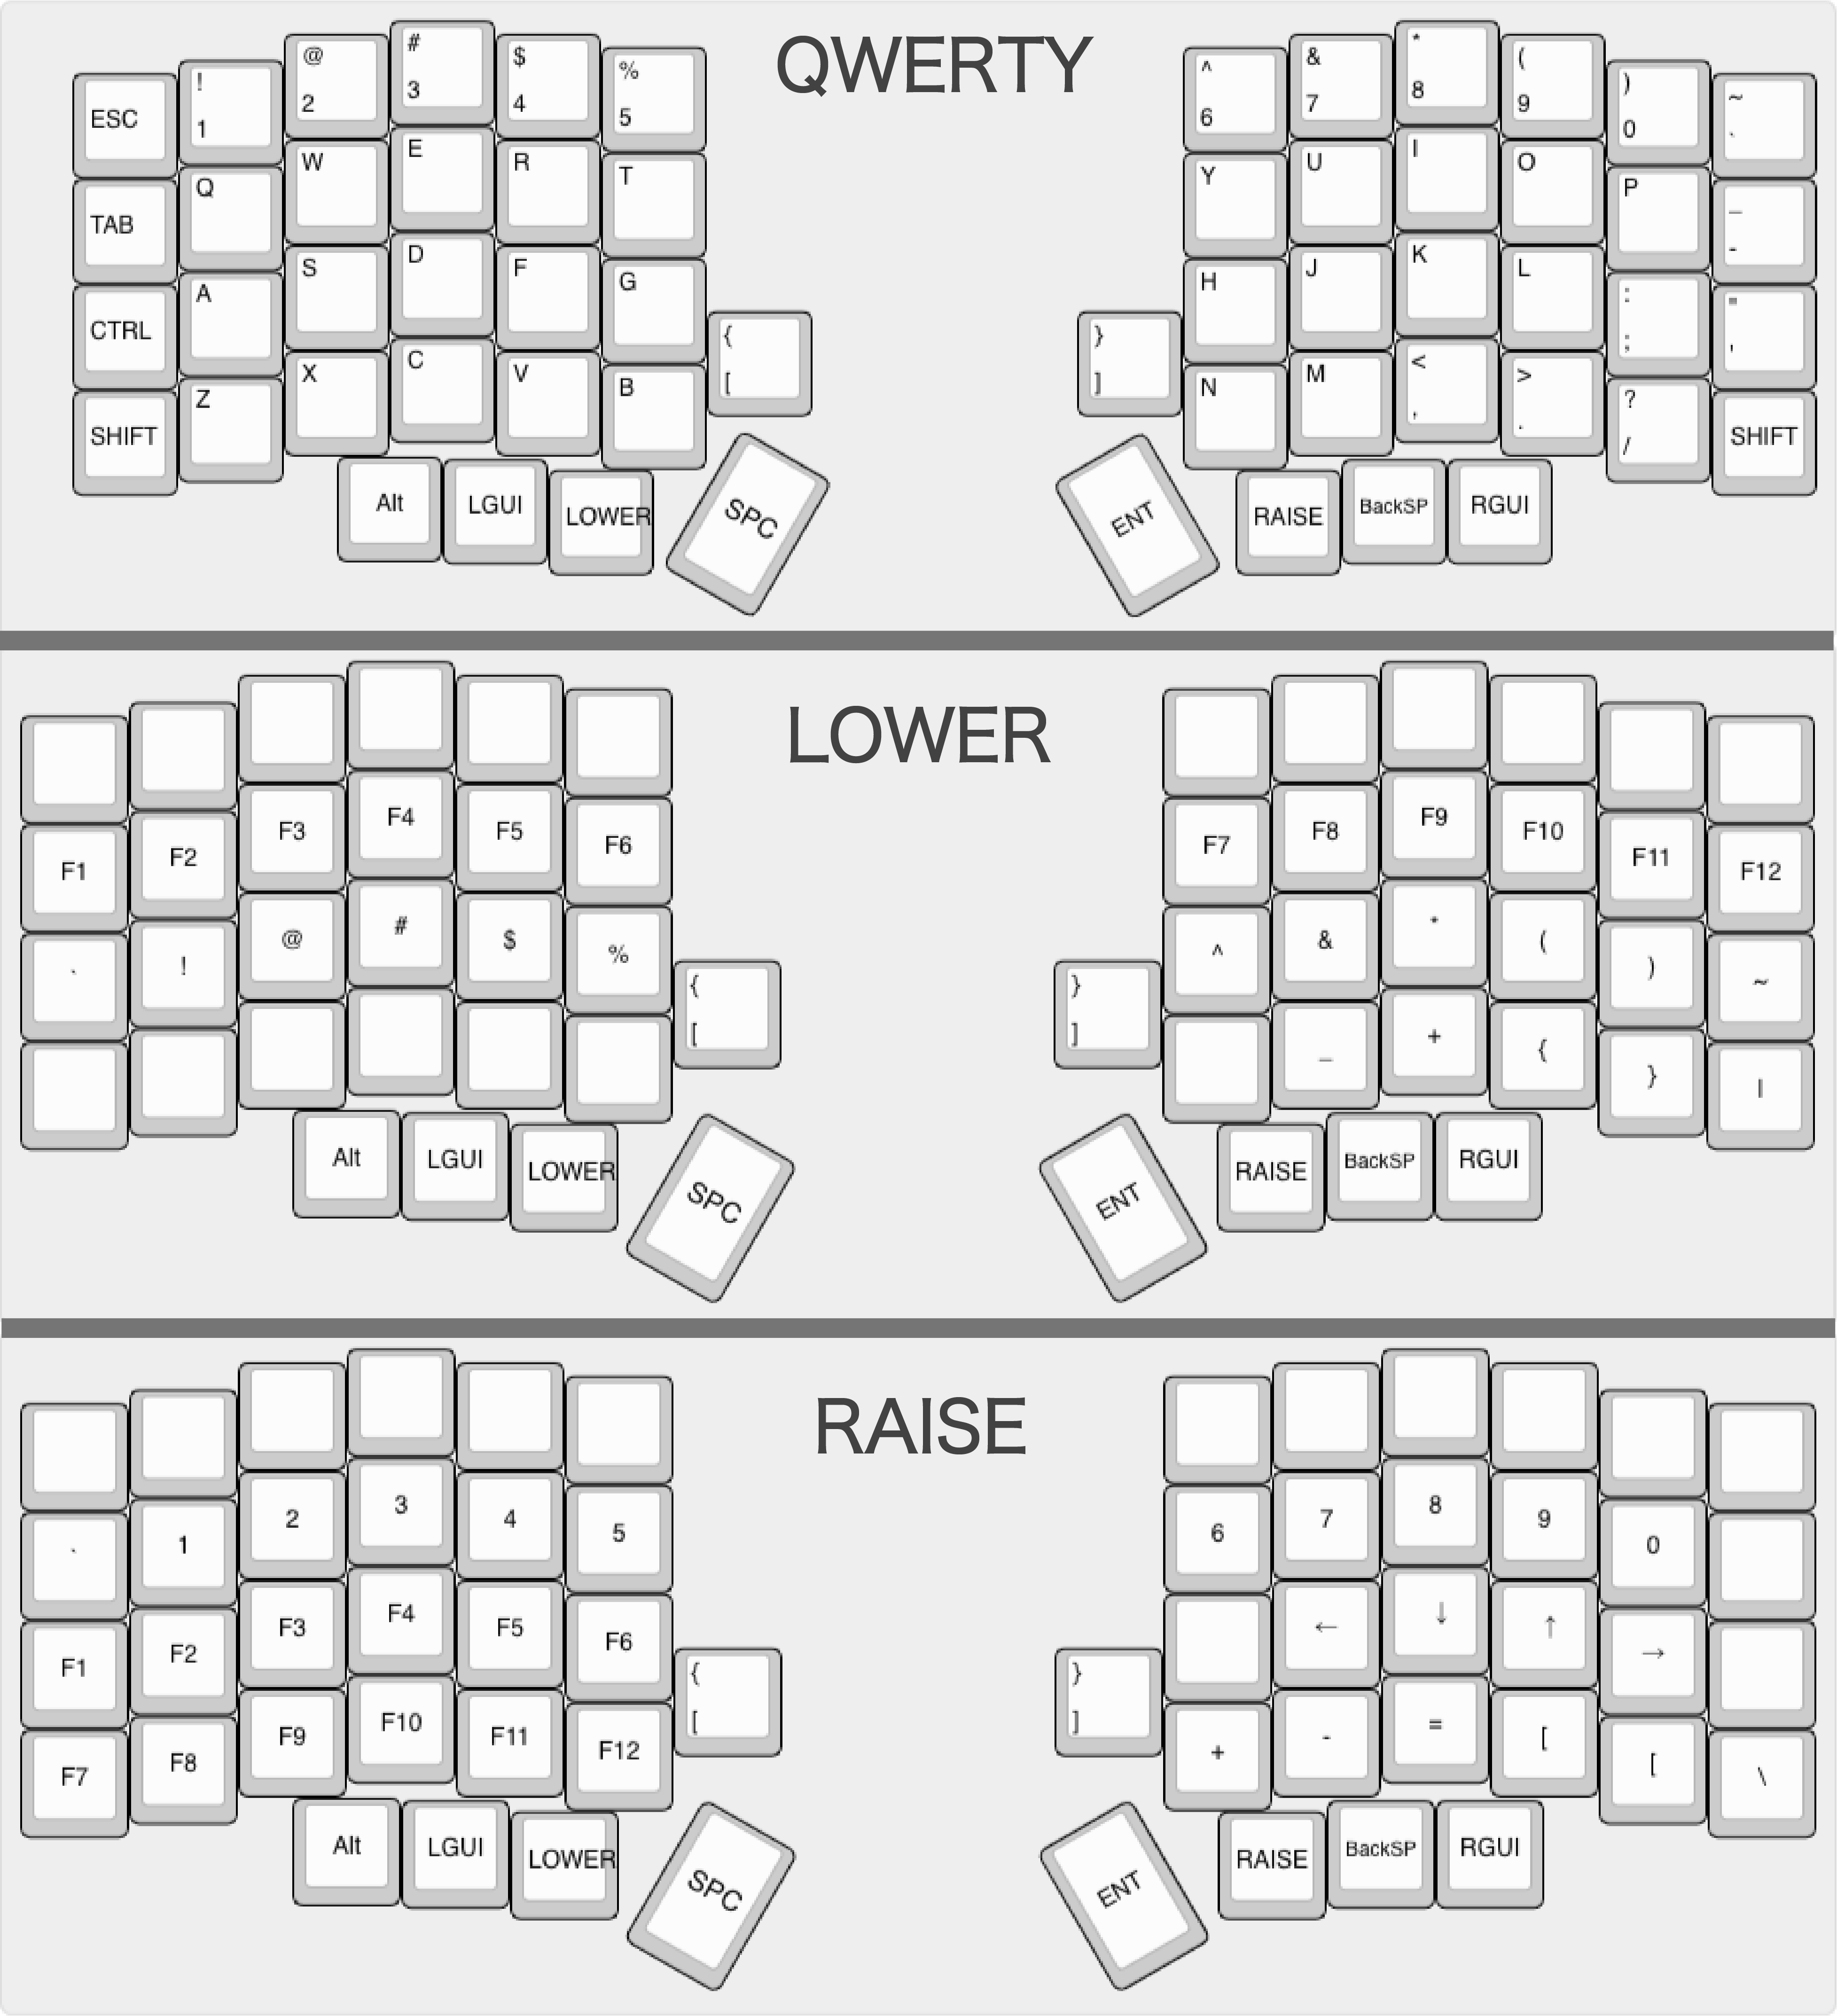 QWERTY
ESC ! 1 @ 2 # 3 $ 4 % 5 ^ 6 & 7 * 8 ( 9 ) 0 ~ `
TAB Q W E R T Y U I O P _ -
CTRL A S D F G H J K L : ; " '
SHIFT Z X C V B { [ } ] N M < , > . ? / SHIFT
Alt LGUI LOWER SPC ENT RAISE BackSP RGUI
LOWER
F1 F2 F3 F4 F5 F6 F7 F8 F9 F10 F11 F12
` ! @ # $ % ^ & * ( ) ~
{ [ } ] _ + { } |
Alt LGUI LOWER SPC ENT RAISE BackSP RGUI
RAISE
` 1 2 3 4 5 6 7 8 9 0
F1 F2 F3 F4 F5 F6 ← ↓ ↑ →
F7 F8 F9 F10 F11 F12 { [ } ] + - = [ [ \
Alt LGUI LOWER SPC ENT RAISE BackSP RGUI